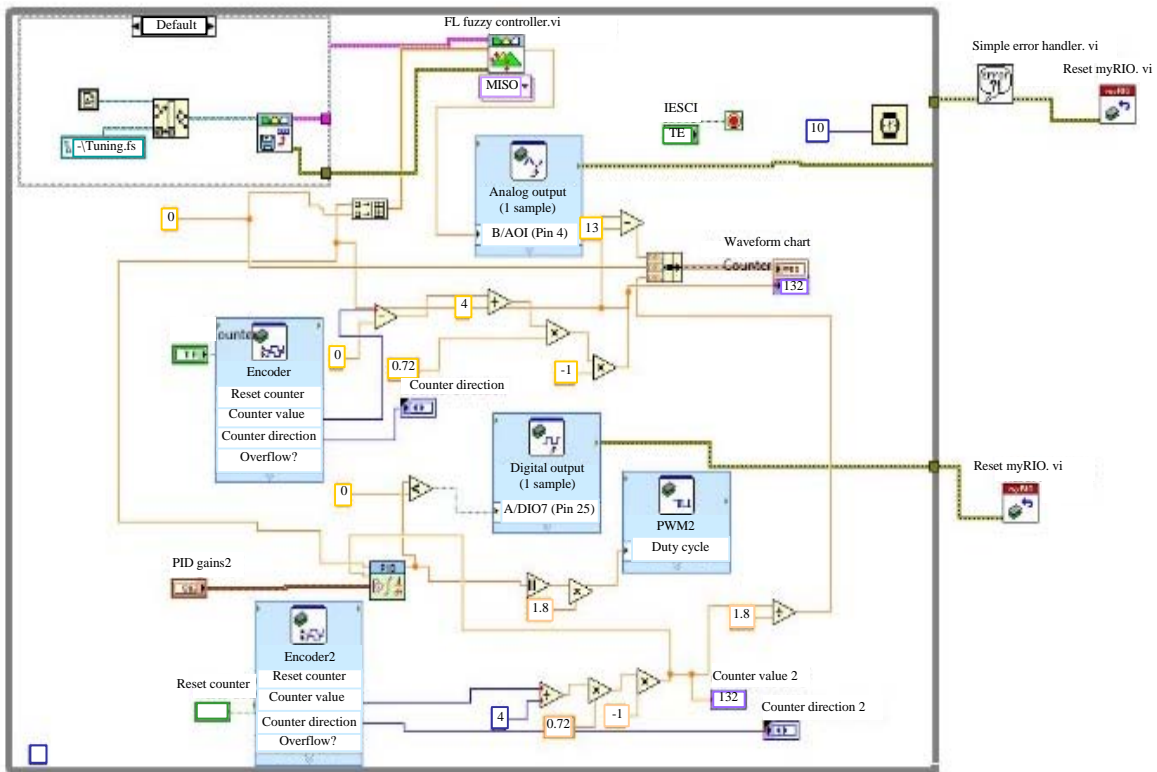 Default
FL fuzzy controller.vi
MISO
-\Tuning.fs
Simple error handler. vi
Reset myRIO. vi
IESCI
TE
10
Analog output
(1 sample)
B/AOI (Pin 4)
0
13
Waveform chart
Counter
132
4
0
0.72
-1
Encoder
Reset counter
Counter value
Counter direction
Overflow?
Counter direction
Digital output
(1 sample)
A/DIO7 (Pin 25)
0
PWM2
Duty cycle
Reset myRIO. vi
PID gains2
PID
1.8
1.8
Encoder2
Reset counter
Counter value
Counter direction
Overflow?
Reset counter
4
0.72
-1
Counter value 2
132
Counter direction 2